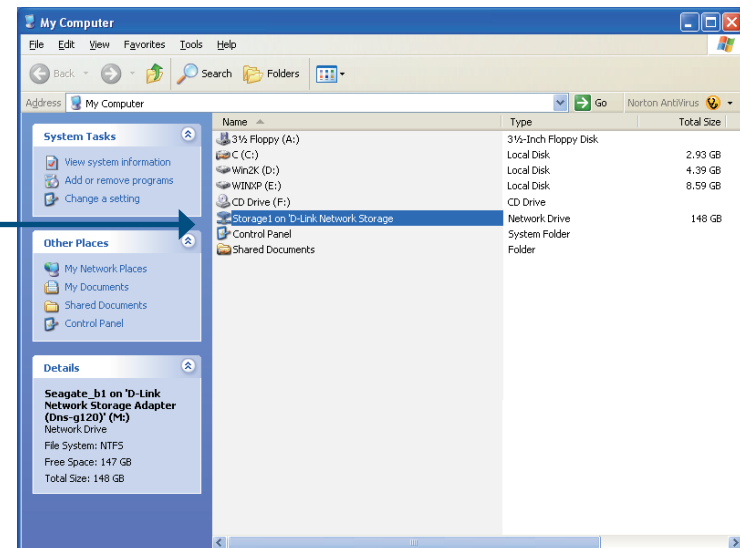 My Computer
File Edit View Favorites Tools Help
Back Search Folders
Address My Computer Go Norton AntiVirus
Name Type Total Size
3½ Floppy (A:) 3½-Inch Floppy Disk
C (C:) Local Disk 2.93 GB
Win2K (D:) Local Disk 4.39 GB
WINXP (E:) Local Disk 8.59 GB
CD Drive (F:) CD Drive
Storage1 on 'D-Link Network Storage Network Drive 148 GB
Control Panel System Folder
Shared Documents Folder
System Tasks
View system information
Add or remove programs
Change a setting
Other Places
My Network Places
My Documents
Shared Documents
Control Panel
Details
Seagate_b1 on 'D-Link
Network Storage Adapter
(Dns-g120)' (M:)
Network Drive
File System: NTFS
Free Space: 147 GB
Total Size: 148 GB